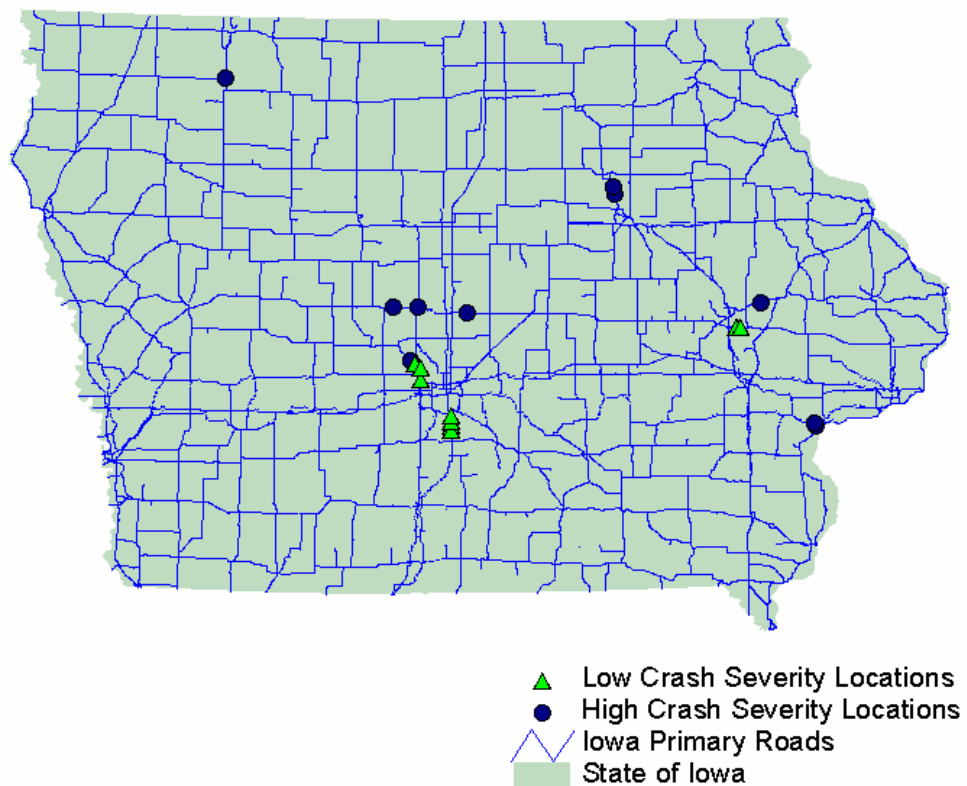 Low Crash Severity Locations
High Crash Severity Locations
Iowa Primary Roads
State of Iowa